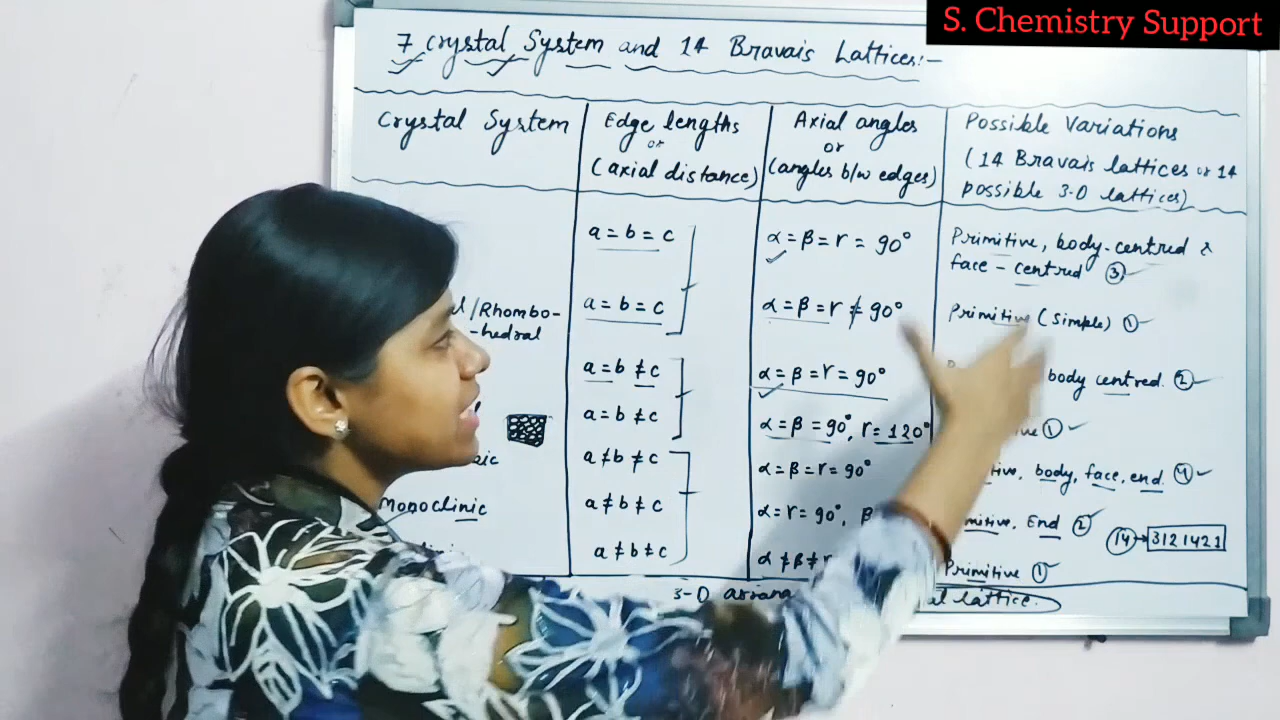 S. Chemistry Support
7 crystal System and 14 Bravais Lattices:-
Crystal System
Edge lengths
or
(axial distance)
Axial angles
or
(angles b/w edges)
Possible Variations
(14 Bravais lattices or 14
possible 3-D lattices)
a = b = c
α = β = r = 90°
Primitive, body-centred &
face-centred ③
/Rhombo-
-hedral
a = b = c
α = β = r ≠ 90°
Primitive (Simple) ①
a = b ≠ c
α = β = r = 90°
body centred. ②
a = b ≠ c
α = β = 90°, r = 120°
①
a ≠ b ≠ c
α = β = r = 90°
body, face, end ④
Monoclinic
a ≠ b ≠ c
α = r = 90°, β
End ②
14 → 3121421
a ≠ b ≠ c
α ≠ β ≠ r
Primitive ①
3-D
lattice.